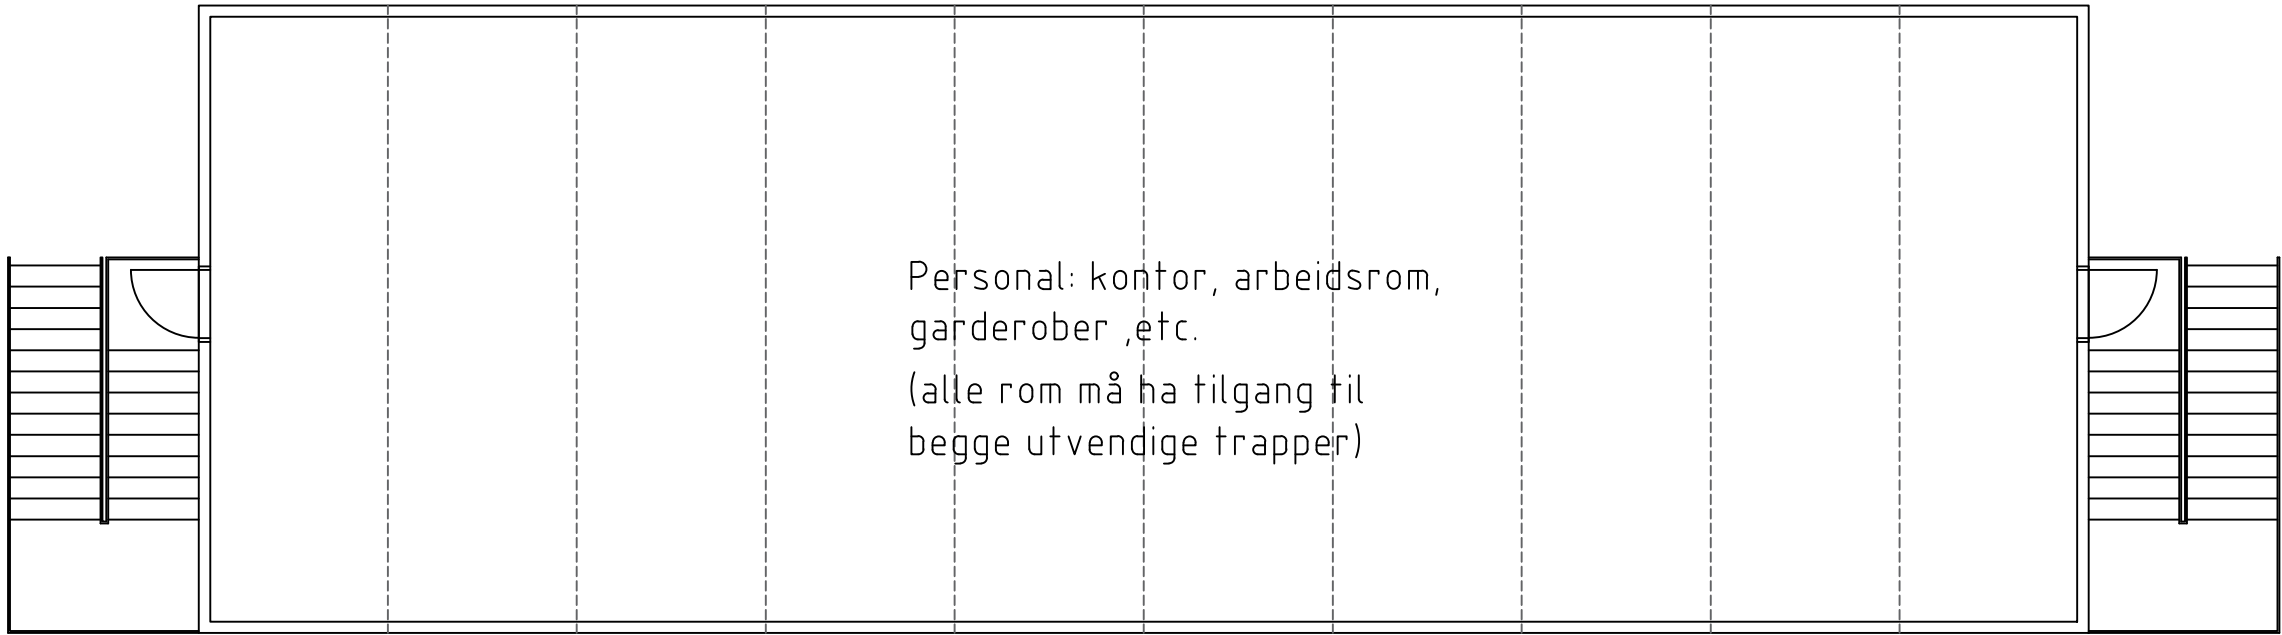 Personal: kontor, arbeidsrom,
garderober ,etc.
(alle rom må ha tilgang til
begge utvendige trapper)